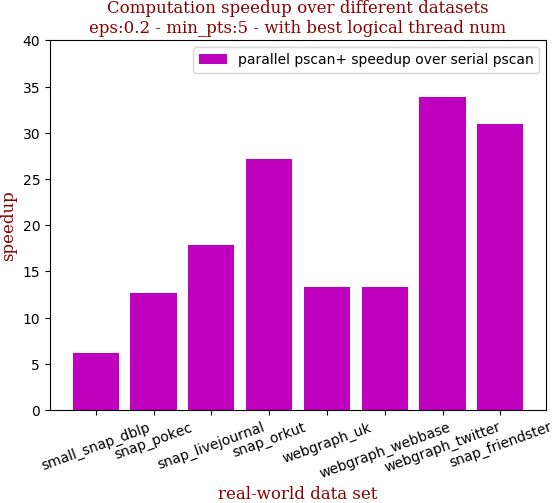 Computation speedup over different datasets
eps:0.2 - min_pts:5 - with best logical thread num
parallel pscan+ speedup over serial pscan
speedup
40
35
30
25
20
15
10
5
0
small_snap_dblp
snap_pokec
snap_livejournal
snap_orkut
webgraph_uk
webgraph_webbase
webgraph_twitter
snap_friendster
real-world data set